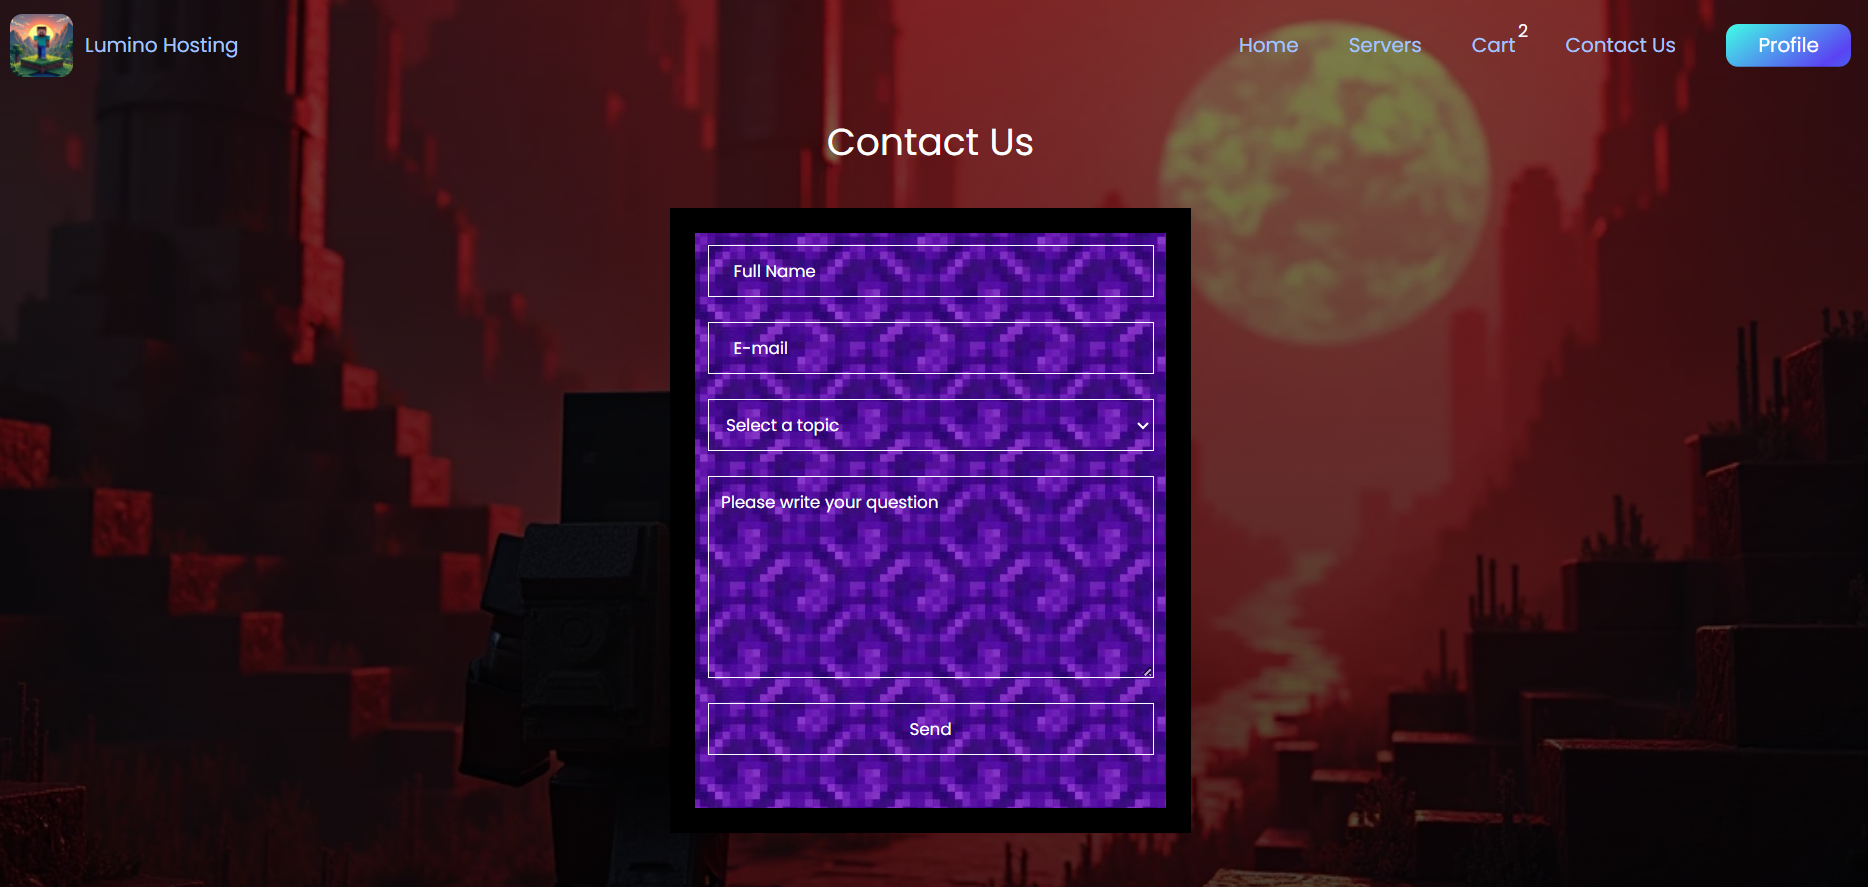 Lumino Hosting
Home
Servers
Cart 2
Contact Us
Profile
Contact Us
Full Name
E-mail
Select a topic
Please write your question
Send